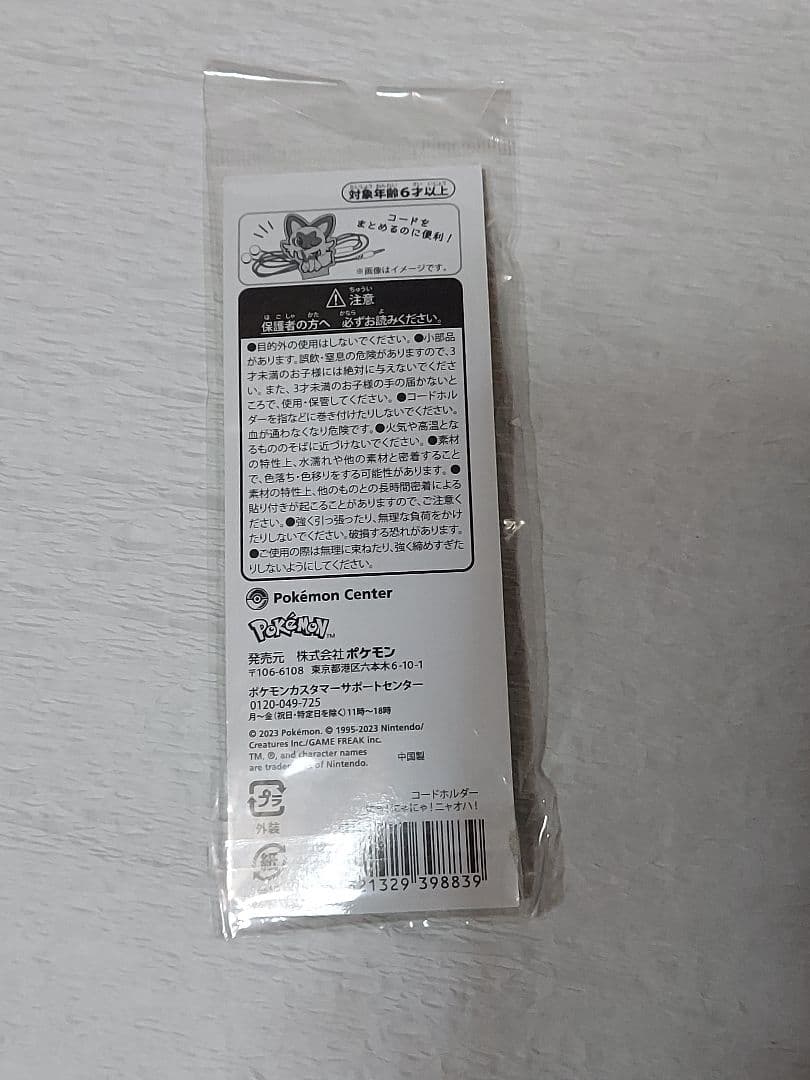 対象年齢6才以上
コードを
まとめるのに便利！
※画像はイメージです。
注意
保護者の方へ 必ずお読みください。
●目的外の使用はしないでください。●小部品
があります。誤飲・窒息の危険がありますので、3
才未満のお子様には絶対に与えないでくださ
い。また、3才未満のお子様の手の届かないと
ころで、使用・保管してください。●コードホル
ダーを指などに巻き付けたりしないでください。
血が通わなくなり危険です。●火気や高温とな
るもののそばに近づけないでください。●素材
の特性上、水濡れや他の素材と密着すること
で、色落ち・色移りをする可能性があります。●
素材の特性上、他のものとの長時間密着による
貼り付きが起こることがありますので、ご注意く
ださい。●強く引っ張ったり、無理な負荷をかけ
たりしないでください。破損する恐れがあります。
●ご使用の際は無理に束ねたり、強く締めすぎた
りしないようにしてください。
Pokémon Center
POKÉMON TM
発売元 株式会社ポケモン
〒106-6108 東京都港区六本木6-10-1
ポケモンカスタマーサポートセンター
0120-049-725
月～金（祝日・特定日を除く）11時～18時
© 2023 Pokémon. © 1995-2023 Nintendo/
Creatures Inc./GAME FREAK inc.
TM, ®, and character names
are of Nintendo.
中国製
プラ
外装
紙
コードホルダー
にゃにゃ！ニャオハ！
21329 398839